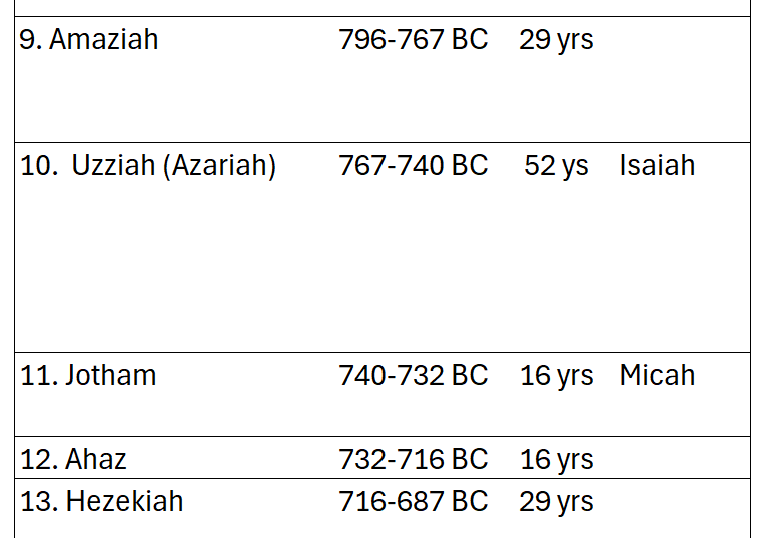 9. Amaziah 796-767 BC 29 yrs
10. Uzziah (Azariah) 767-740 BC 52 ys Isaiah
11. Jotham 740-732 BC 16 yrs Micah
12. Ahaz 732-716 BC 16 yrs
13. Hezekiah 716-687 BC 29 yrs